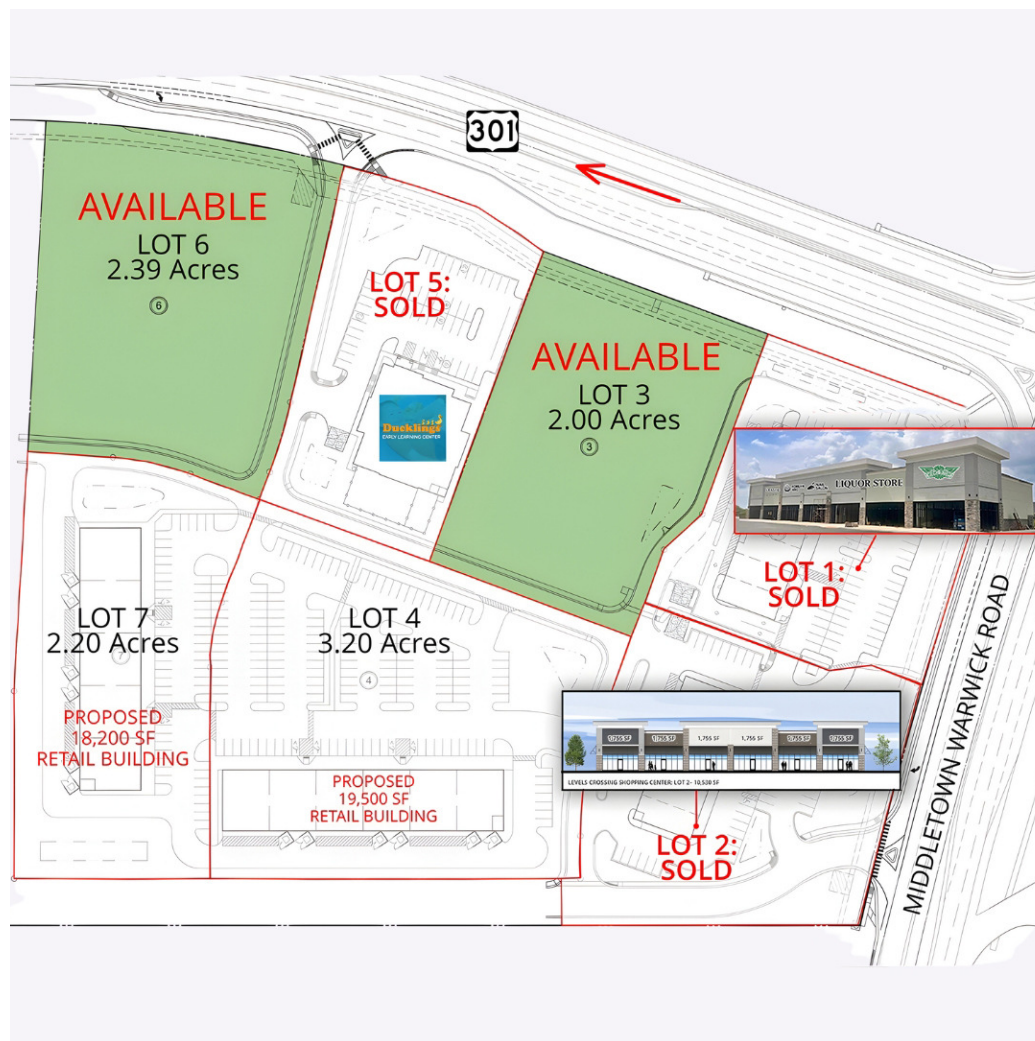 301
AVAILABLE
LOT 6
2.39 Acres
6
LOT 5:
SOLD
Ducklings
EARLY LEARNING CENTER
AVAILABLE
LOT 3
2.00 Acres
3
LIQUOR STORE
LOT 1:
SOLD
MIDDLETOWN WARWICK ROAD
LOT 7
2.20 Acres
7
PROPOSED
18,200 SF
RETAIL BUILDING
LOT 4
3.20 Acres
4
PROPOSED
19,500 SF
RETAIL BUILDING
1,755 SF 1,755 SF 1,755 SF 1,755 SF 1,755 SF 1,755 SF
LEVELS CROSSING SHOPPING CENTER: LOT 2- 10,530 SF
LOT 2:
SOLD